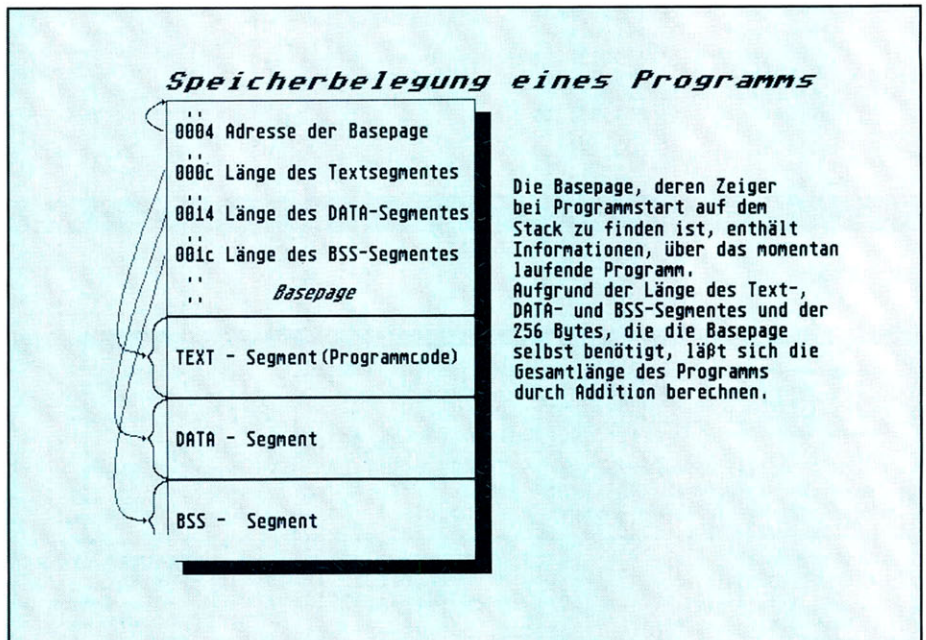 Speicherbelegung eines Programms
..
0004 Adresse der Basepage
..
000c Länge des Textsegmentes
..
0014 Länge des DATA-Segmentes
..
001c Länge des BSS-Segmentes
..
.. Basepage
TEXT - Segment(Programmcode)
DATA - Segment
BSS - Segment
Die Basepage, deren Zeiger
bei Programmstart auf dem
Stack zu finden ist, enthält
Informationen, über das momentan
laufende Programm.
Aufgrund der Länge des Text-,
DATA- und BSS-Segmentes und der
256 Bytes, die die Basepage
selbst benötigt, läßt sich die
Gesamtlänge des Programms
durch Addition berechnen.